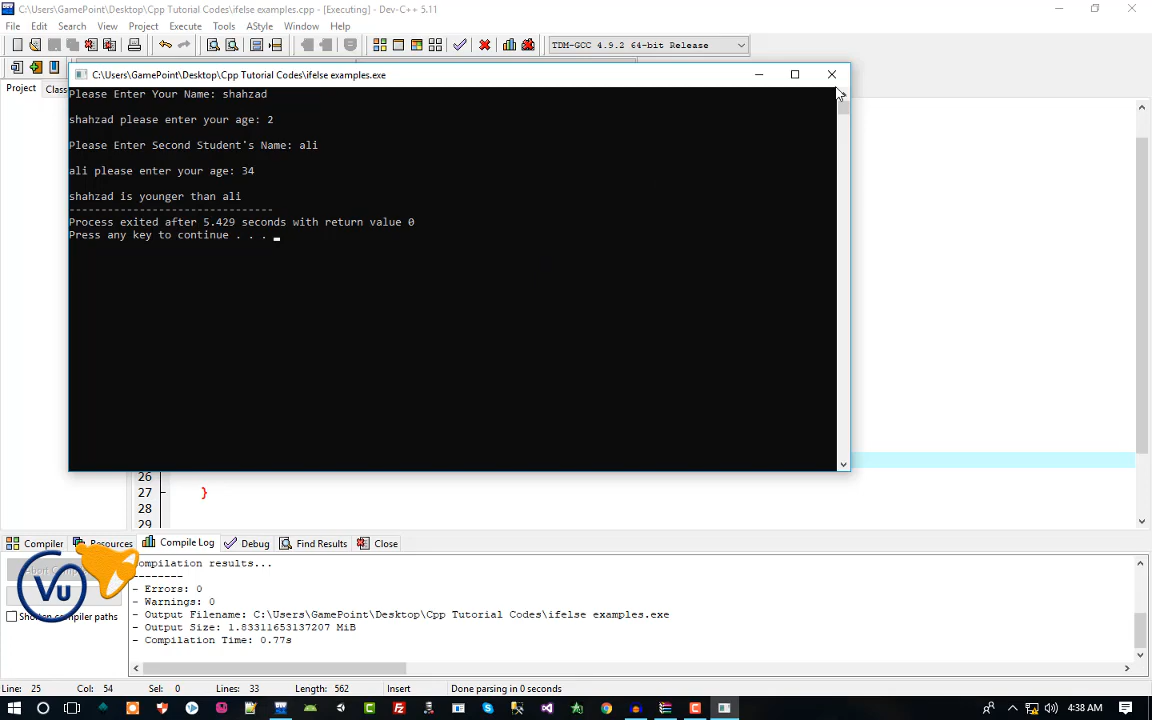 C:\Users\GamePoint\Desktop\Cpp Tutorial Codes\ifelse examples.cpp - [Executing] - Dev-C++ 5.11
File Edit Search View Project Execute Tools AStyle Window Help
TDM-GCC 4.9.2 64-bit Release
C:\Users\GamePoint\Desktop\Cpp Tutorial Codes\ifelse examples.exe
Project Class
Please Enter Your Name: shahzad
shahzad please enter your age: 2
Please Enter Second Student's Name: ali
ali please enter your age: 34
shahzad is younger than ali
--------------------------------
Process exited after 5.429 seconds with return value 0
Press any key to continue . . .
26
27 }
28
29
Compiler Resources Compile Log Debug Find Results Close
Compilation results...
--------
- Errors: 0
- Warnings: 0
- Output Filename: C:\Users\GamePoint\Desktop\Cpp Tutorial Codes\ifelse examples.exe
- Output Size: 1.83311653137207 MiB
- Compilation Time: 0.77s
Shorten compiler paths
Vu
Line: 25 Col: 54 Sel: 0 Lines: 33 Length: 562 Insert Done parsing in 0 seconds
4:38 AM